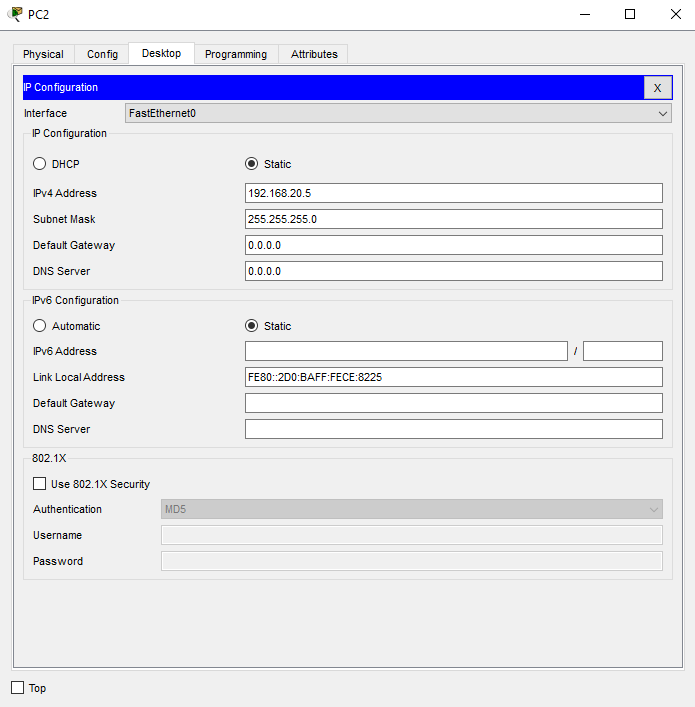 PC2
Physical Config Desktop Programming Attributes
IP Configuration X
Interface FastEthernet0
IP Configuration
DHCP Static
IPv4 Address 192.168.20.5
Subnet Mask 255.255.255.0
Default Gateway 0.0.0.0
DNS Server 0.0.0.0
IPv6 Configuration
Automatic Static
IPv6 Address /
Link Local Address FE80::2D0:BAFF:FECE:8225
Default Gateway
DNS Server
802.1X
Use 802.1X Security
Authentication MD5
Username
Password
Top